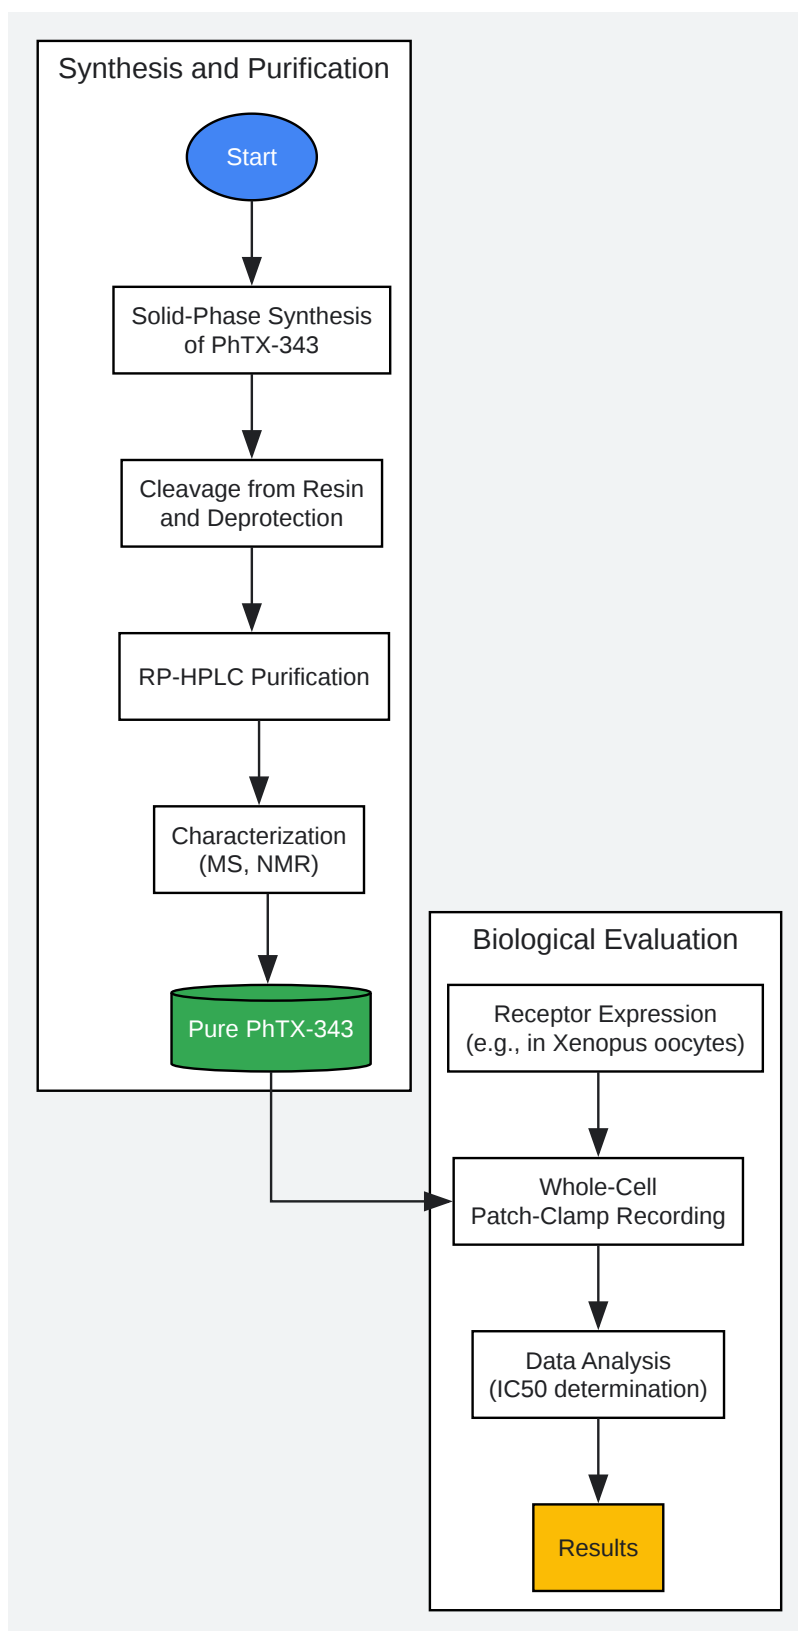 Synthesis and Purification
Start
Solid-Phase Synthesis
of PhTX-343
Cleavage from Resin
and Deprotection
RP-HPLC Purification
Characterization
(MS, NMR)
Pure PhTX-343
Biological Evaluation
Receptor Expression
(e.g., in Xenopus oocytes)
Whole-Cell
Patch-Clamp Recording
Data Analysis
(IC50 determination)
Results